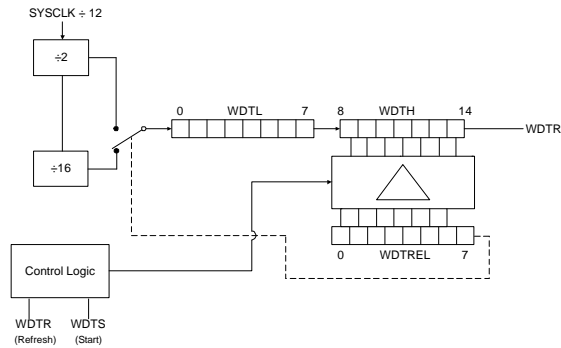 SYSCLK ÷ 12
÷2
0 WDTL 7 8 WDTH 14
WDTR
÷16
0 WDTREL 7
Control Logic
WDTR WDTS
(Refresh) (Start)